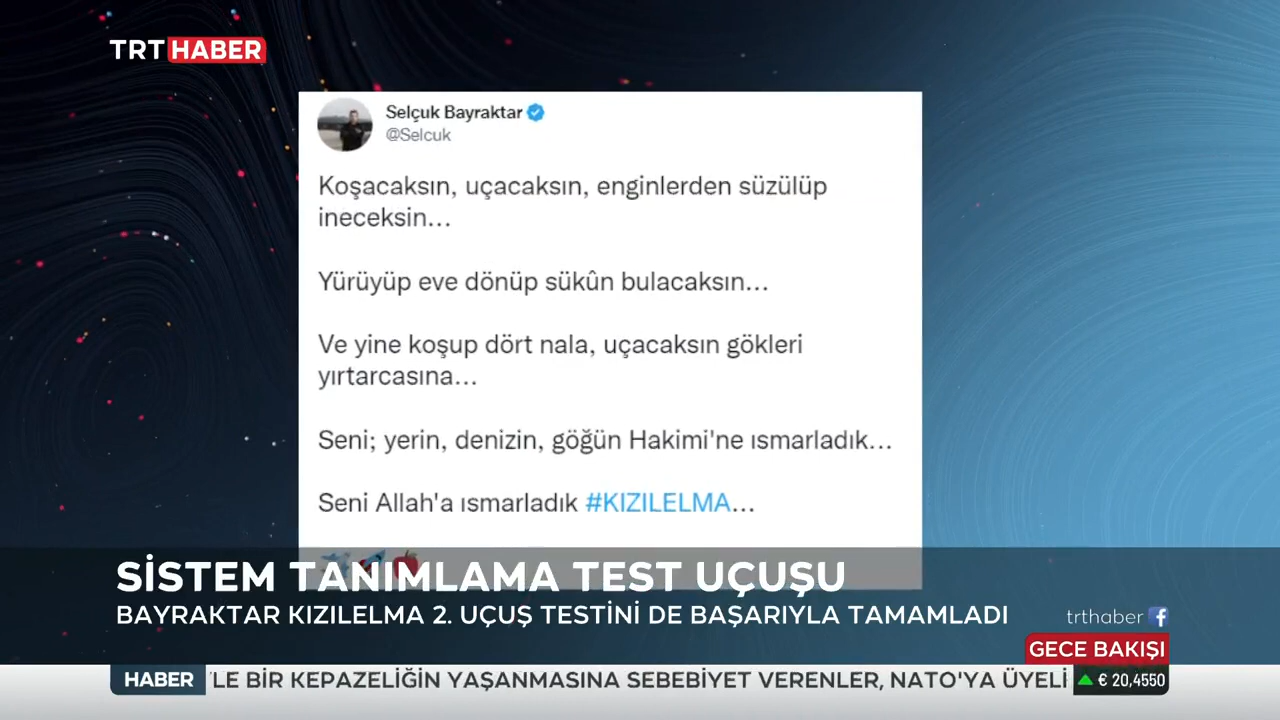 TRT HABER
Selçuk Bayraktar
@Selcuk
Koşacaksın, uçacaksın, enginlerden süzülüp
ineceksin...
Yürüyüp eve dönüp sükûn bulacaksın...
Ve yine koşup dört nala, uçacaksın gökleri
yırtarcasına...
Seni; yerin, denizin, göğün Hakimi'ne ısmarladık...
Seni Allah'a ısmarladık #KIZILELMA...
SİSTEM TANIMLAMA TEST UÇUŞU
BAYRAKTAR KIZILELMA 2. UÇUŞ TESTİNİ DE BAŞARIYLA TAMAMLADI
trthaber
GECE BAKIŞI
HABER 'LE BİR KEPAZELİĞİN YAŞANMASINA SEBEBİYET VERENLER, NATO'YA ÜYELİ € 20,4550